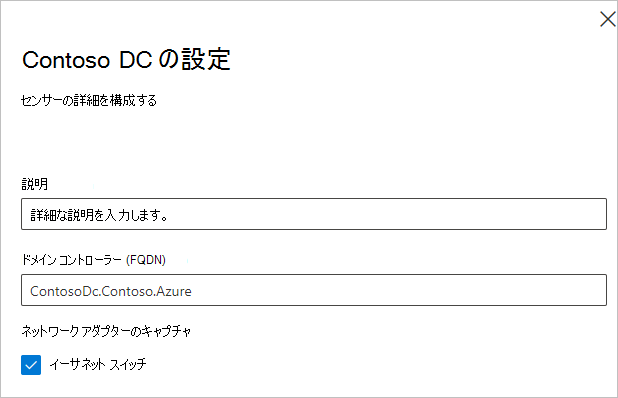 Contoso DC の設定
センサーの詳細を構成する
説明
詳細な説明を入力します。
ドメイン コントローラー (FQDN)
ContosoDc.Contoso.Azure
ネットワーク アダプターのキャプチャ
イーサネット スイッチ